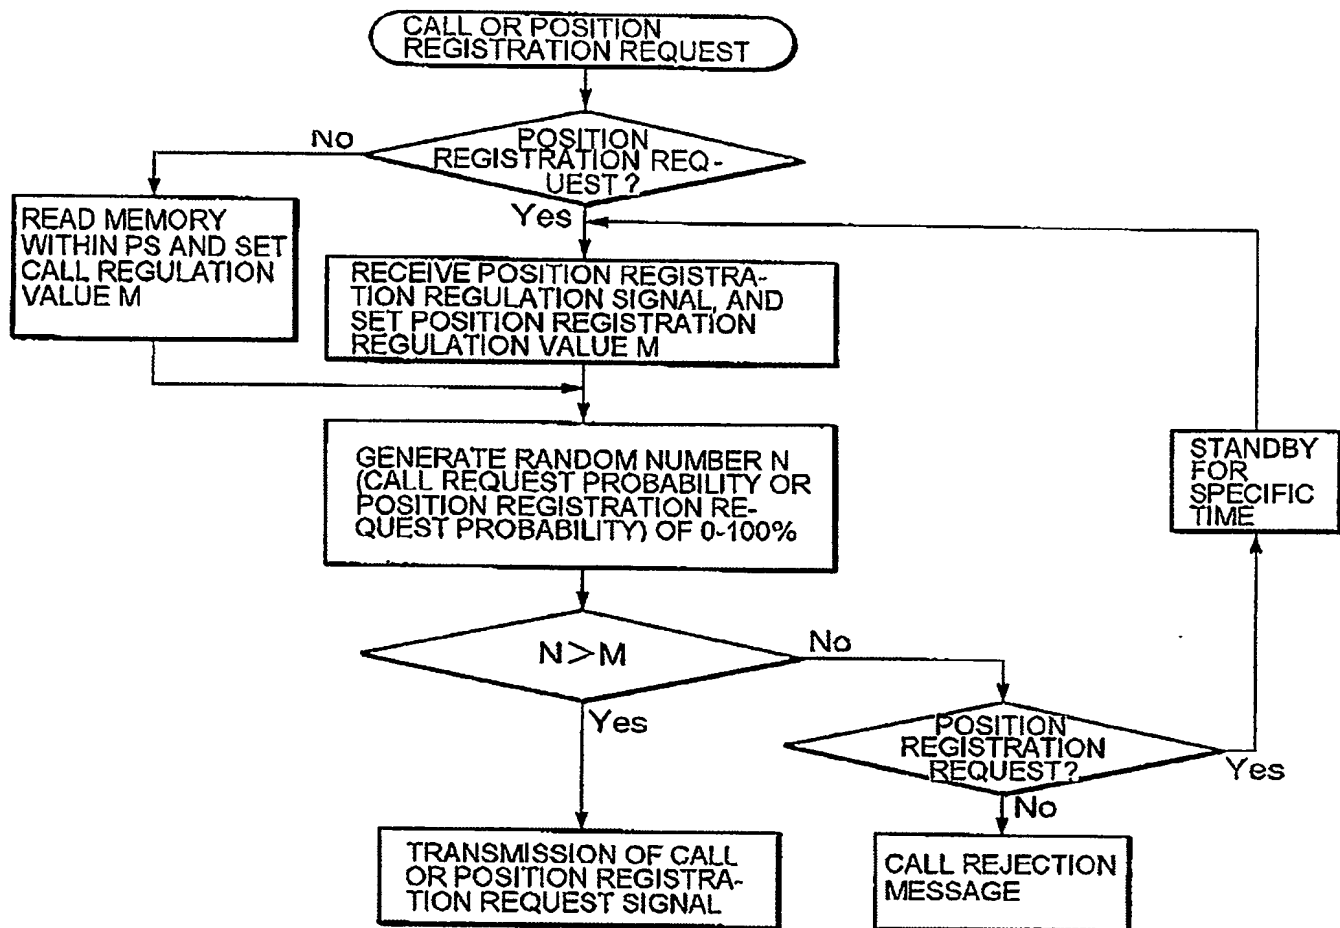 CALL OR POSITION
REGISTRATION REQUEST
No
POSITION
REGISTRATION REQ-
UEST?
Yes
READ MEMORY
WITHIN PS AND SET
CALL REGULATION
VALUE M
RECEIVE POSITION REGISTRA-
TION REGULATION SIGNAL, AND
SET POSITION REGISTRATION
REGULATION VALUE M
GENERATE RANDOM NUMBER N
(CALL REQUEST PROBABILITY OR
POSITION REGISTRATION RE-
QUEST PROBABILITY) OF 0-100%
STANDBY
FOR
SPECIFIC
TIME
N>M
No
Yes
POSITION
REGISTRATION
REQUEST?
Yes
No
TRANSMISSION OF CALL
OR POSITION REGISTRA-
TION REQUEST SIGNAL
CALL REJECTION
MESSAGE